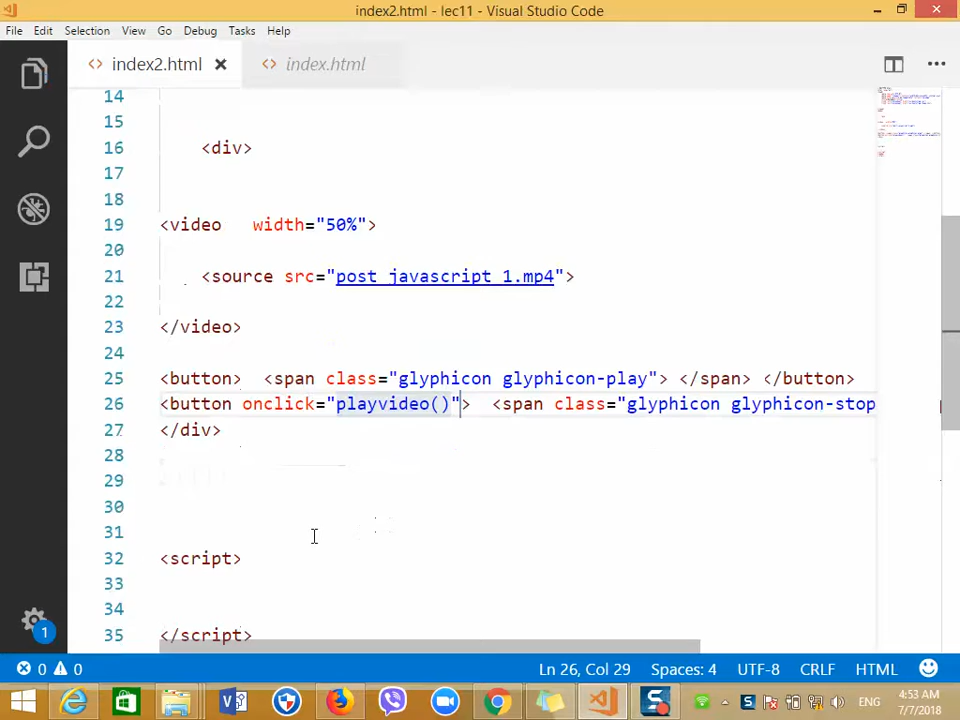 index2.html - lec11 - Visual Studio Code
File Edit Selection View Go Debug Tasks Help
index2.html index.html
14
15
16 <div>
17
18
19 <video width="50%">
20
21 <source src="post javascript 1.mp4">
22
23 </video>
24
25 <button> <span class="glyphicon glyphicon-play"> </span> </button>
26 <button onclick="playvideo()"> <span class="glyphicon glyphicon-stop
27 </div>
28
29
30
31
32 <script>
33
34
35 </script>
1
0 0 Ln 26, Col 29 Spaces: 4 UTF-8 CRLF HTML
ENG
4:53 AM
7/7/2018